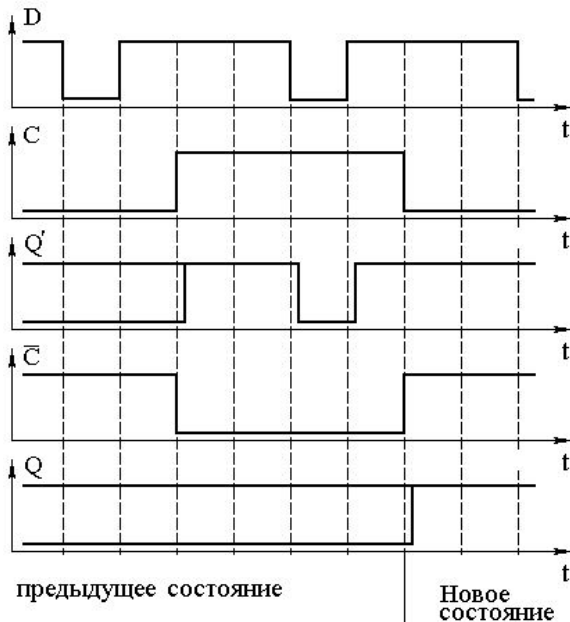 D
t
C
t
Q'
t
C̅
t
Q
t
предыдущее состояние
Новое
состояние